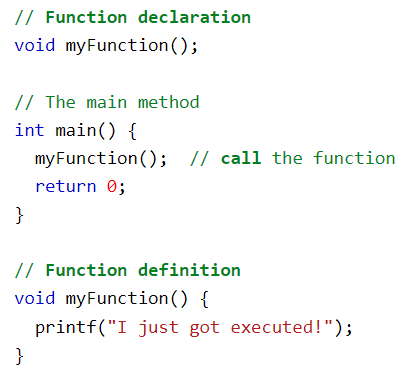 // Function declaration
void myFunction();
// The main method
int main() {
  myFunction();  // call the function
  return 0;
}
// Function definition
void myFunction() {
  printf("I just got executed!");
}